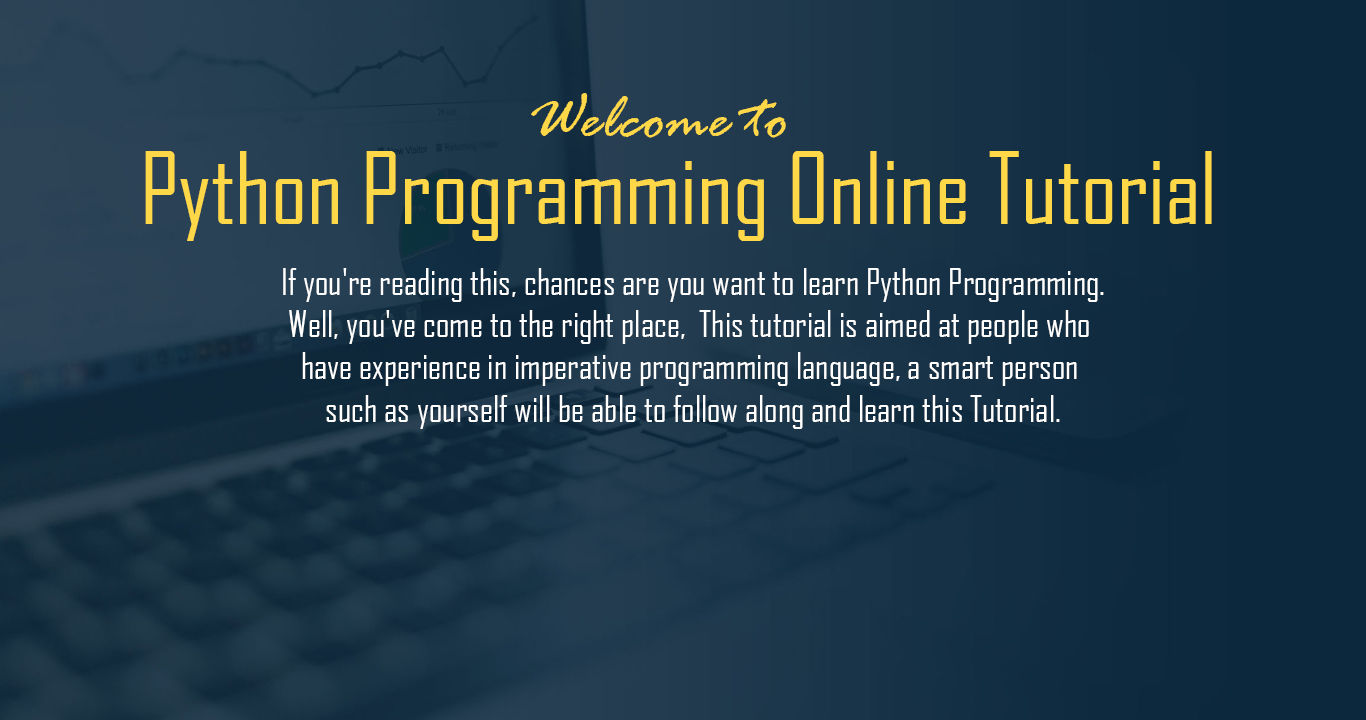 Welcome to
Python Programming Online Tutorial
If you're reading this, chances are you want to learn Python Programming.
Well, you've come to the right place,  This tutorial is aimed at people who
have experience in imperative programming language, a smart person
such as yourself will be able to follow along and learn this Tutorial.